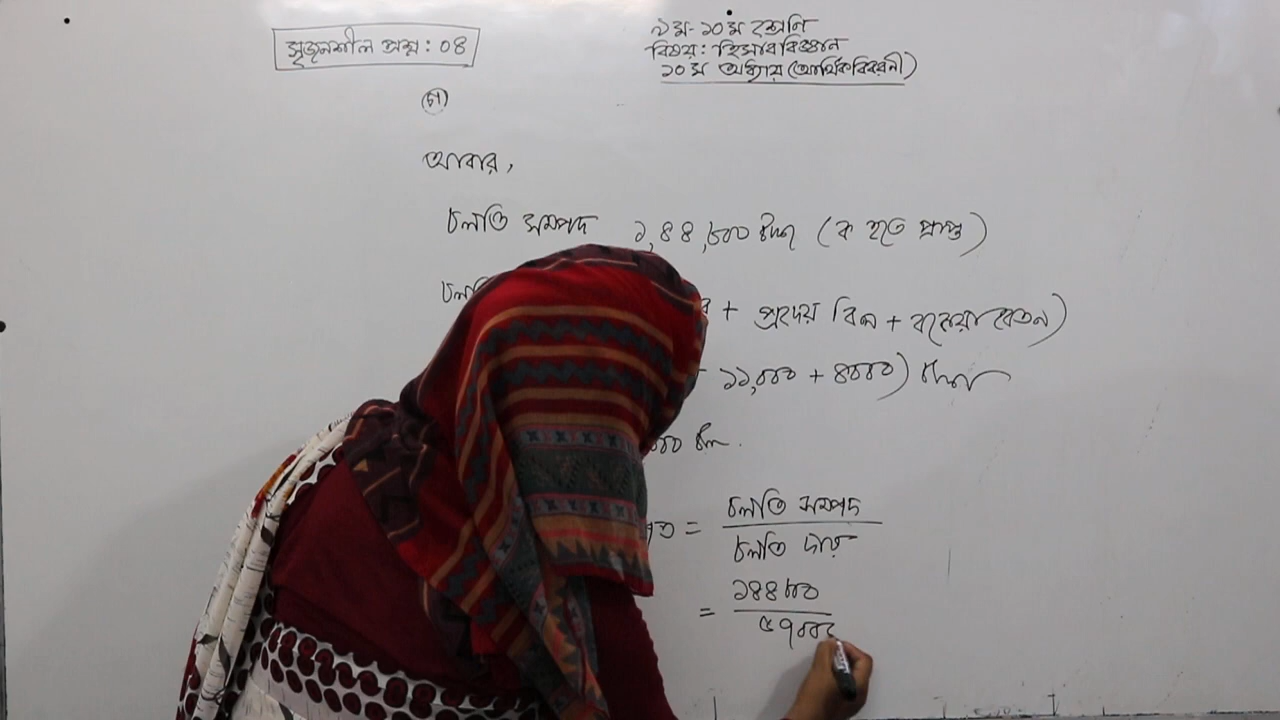 সৃজনশীল প্রশ্ন : ০৪
৯ম-১০ম শ্রেণি
বিষয় : হিসাববিজ্ঞান
১০ম অধ্যায় (আর্থিক বিবরণী)
গ
আবার,
চলতি সম্পদ ১,৪৪,৮০০ টাকা (ক হতে প্রাপ্ত)
+ প্রদেয় বিল + বকেয়া বেতন)
১১,০০০ + ৪০০০) টাকা
টাকা
= চলতি সম্পদ
চলতি দায়
= ১৪৪৮০০
৫৭০০০